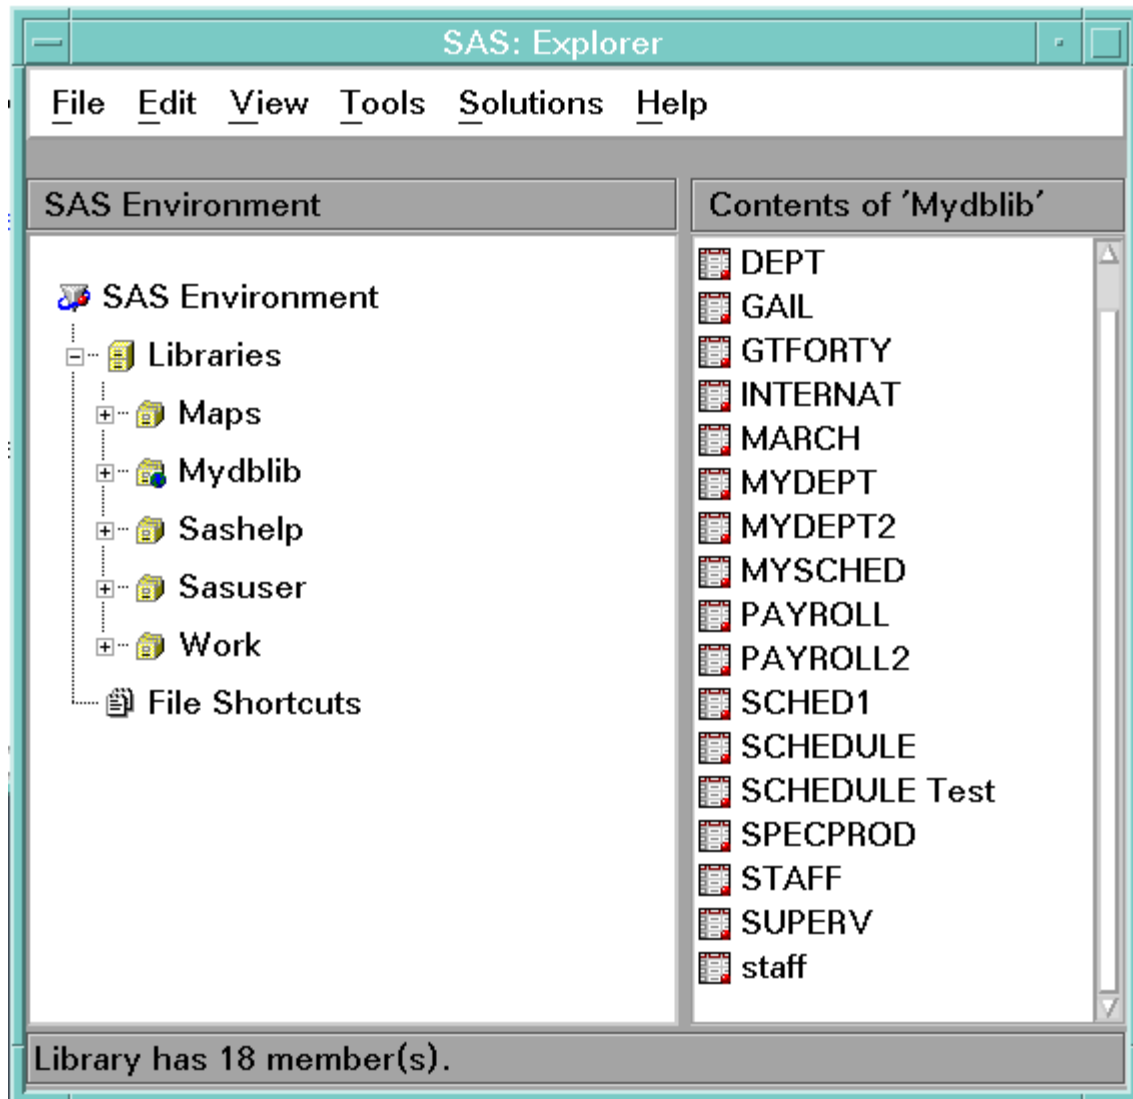 SAS: Explorer
File Edit View Tools Solutions Help
SAS Environment
Contents of 'Mydblib'
SAS Environment
Libraries
Maps
Mydblib
Sashelp
Sasuser
Work
File Shortcuts
DEPT
GAIL
GTFORTY
INTERNAT
MARCH
MYDEPT
MYDEPT2
MYSCHED
PAYROLL
PAYROLL2
SCHED1
SCHEDULE
SCHEDULE Test
SPECPROD
STAFF
SUPERV
staff
Library has 18 member(s).